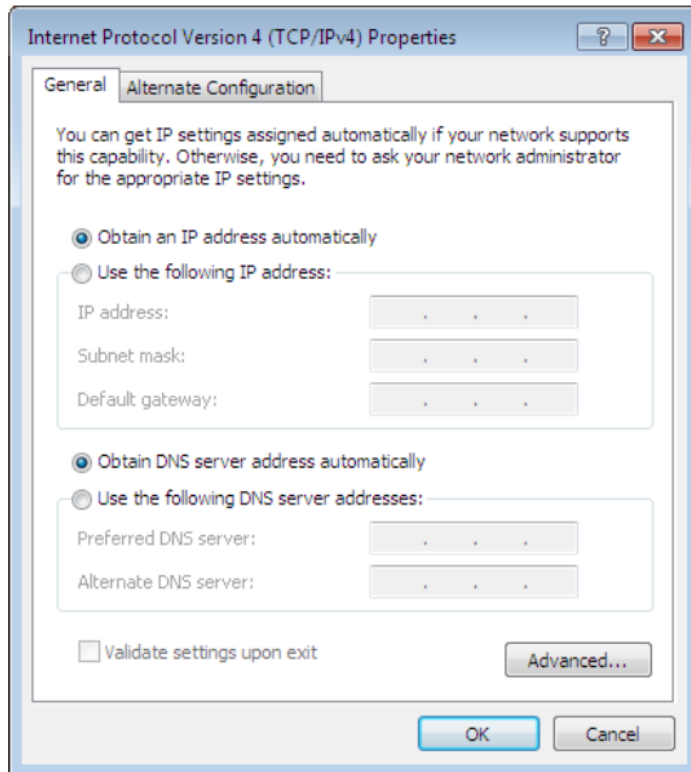 Internet Protocol Version 4 (TCP/IPv4) Properties
?
General
Alternate Configuration
You can get IP settings assigned automatically if your network supports
this capability. Otherwise, you need to ask your network administrator
for the appropriate IP settings.
Obtain an IP address automatically
Use the following IP address:
IP address:
Subnet mask:
Default gateway:
Obtain DNS server address automatically
Use the following DNS server addresses:
Preferred DNS server:
Alternate DNS server:
Validate settings upon exit
Advanced...
OK
Cancel